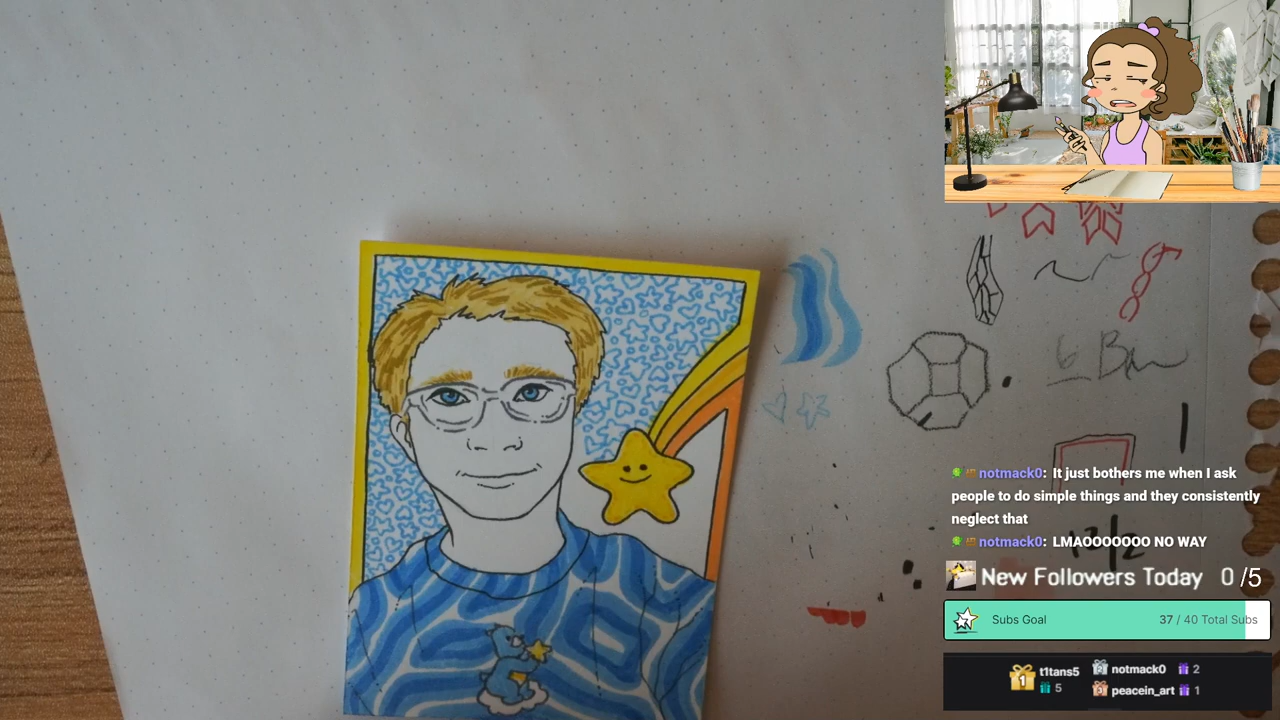 notmack0: It just bothers me when I ask
people to do simple things and they consistently
neglect that
notmack0: LMAOOOOOOO NO WAY
New Followers Today 0 /5
Subs Goal 37 / 40 Total Subs
1 t1tans5 5
notmack0 2
peacein_art 1